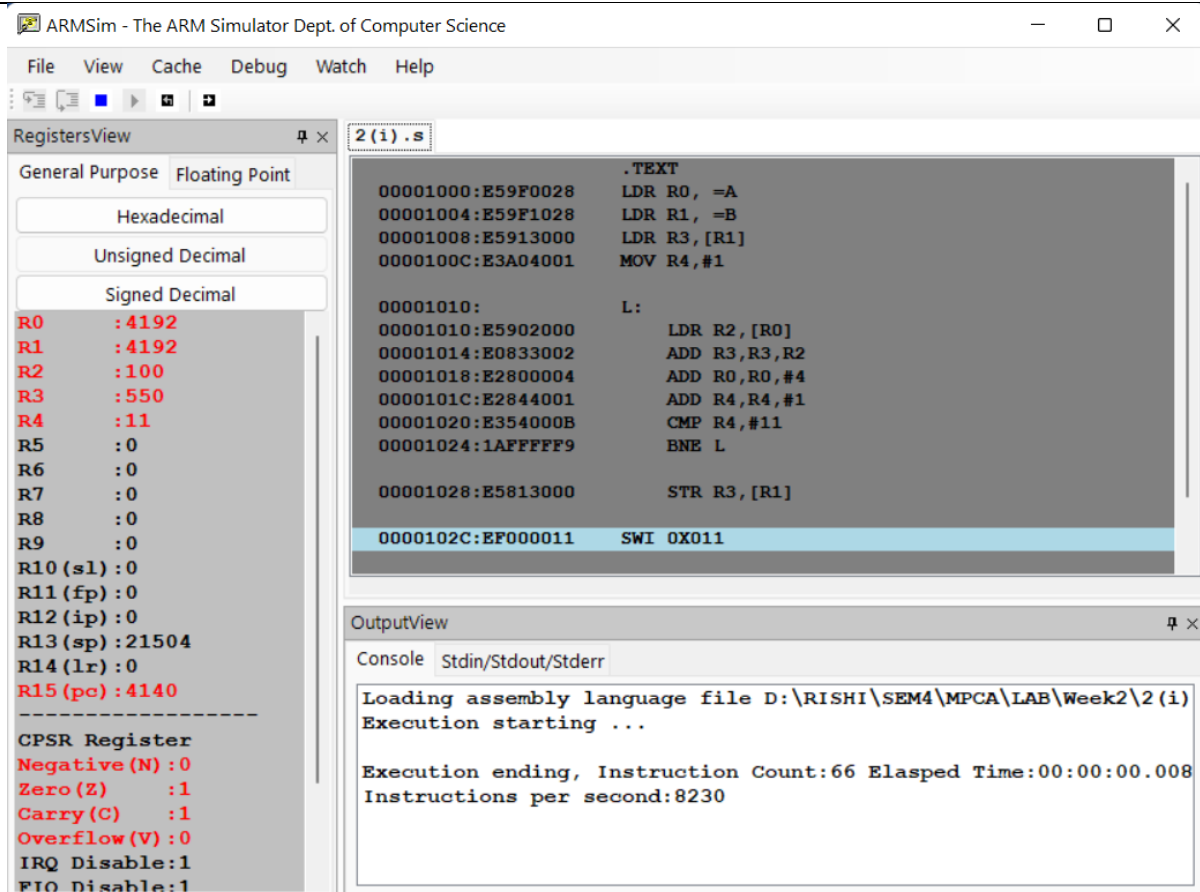 ARMSim - The ARM Simulator Dept. of Computer Science
File View Cache Debug Watch Help
RegistersView
General Purpose Floating Point
Hexadecimal
Unsigned Decimal
Signed Decimal
R0 :4192
R1 :4192
R2 :100
R3 :550
R4 :11
R5 :0
R6 :0
R7 :0
R8 :0
R9 :0
R10(sl):0
R11(fp):0
R12(ip):0
R13(sp):21504
R14(lr):0
R15(pc):4140
-------------------
CPSR Register
Negative(N):0
Zero(Z) :1
Carry(C) :1
Overflow(V):0
IRQ Disable:1
FIQ Disable:1
2(i).s
.TEXT
00001000:E59F0028 LDR R0, =A
00001004:E59F1028 LDR R1, =B
00001008:E5913000 LDR R3,[R1]
0000100C:E3A04001 MOV R4,#1
00001010: L:
00001010:E5902000 LDR R2,[R0]
00001014:E0833002 ADD R3,R3,R2
00001018:E2800004 ADD R0,R0,#4
0000101C:E2844001 ADD R4,R4,#1
00001020:E354000B CMP R4,#11
00001024:1AFFFFF9 BNE L
00001028:E5813000 STR R3,[R1]
0000102C:EF000011 SWI 0X011
OutputView
Console Stdin/Stdout/Stderr
Loading assembly language file D:\RISHI\SEM4\MPCA\LAB\Week2\2(i)
Execution starting ...
Execution ending, Instruction Count:66 Elasped Time:00:00:00.008
Instructions per second:8230